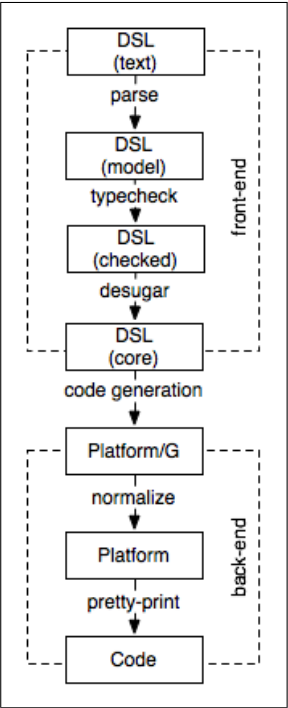 DSL
(text)
parse
DSL
(model)
typecheck
DSL
(checked)
desugar
DSL
(core)
front-end
code generation
Platform/G
normalize
Platform
pretty-print
Code
back-end